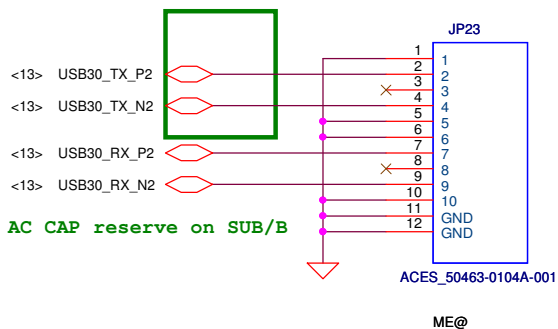 JP23
1 1
<13> USB30_TX_P2 2 2
3 3
<13> USB30_TX_N2 4 4
5 5
6 6
<13> USB30_RX_P2 7 7
8 8
<13> USB30_RX_N2 9 9
10 10
11 GND
AC CAP reserve on SUB/B 12 GND
ACES_50463-0104A-001
ME@